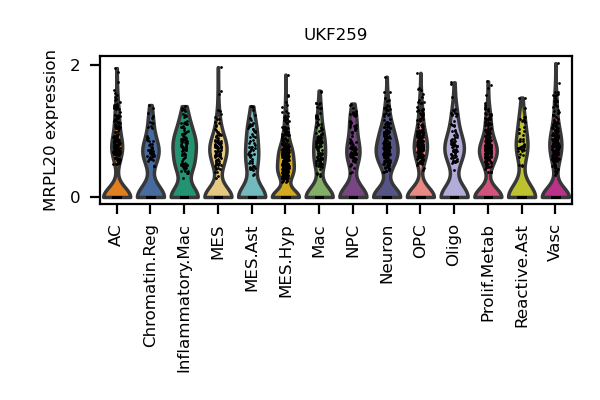 UKF259
MRPL20 expression
2
0
AC
Chromatin.Reg
Inflammatory.Mac
MES
MES.Ast
MES.Hyp
Mac
NPC
Neuron
OPC
Oligo
Prolif.Metab
Reactive.Ast
Vasc